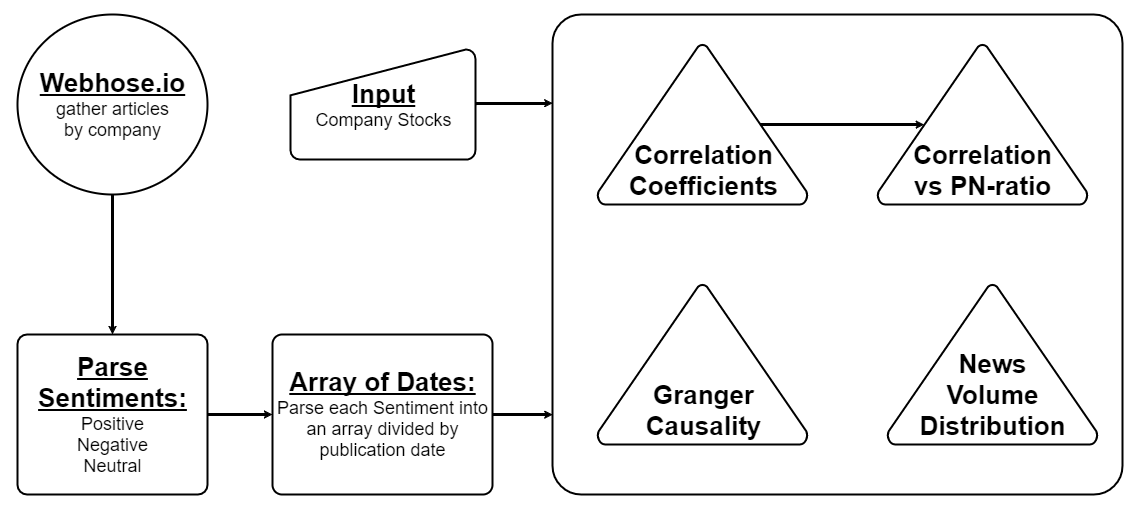 Webhose.io
gather articles
by company
Input
Company Stocks
Correlation
Coefficients
Correlation
vs PN-ratio
Parse
Sentiments:
Positive
Negative
Neutral
Array of Dates:
Parse each Sentiment into
an array divided by
publication date
Granger
Causality
News
Volume
Distribution